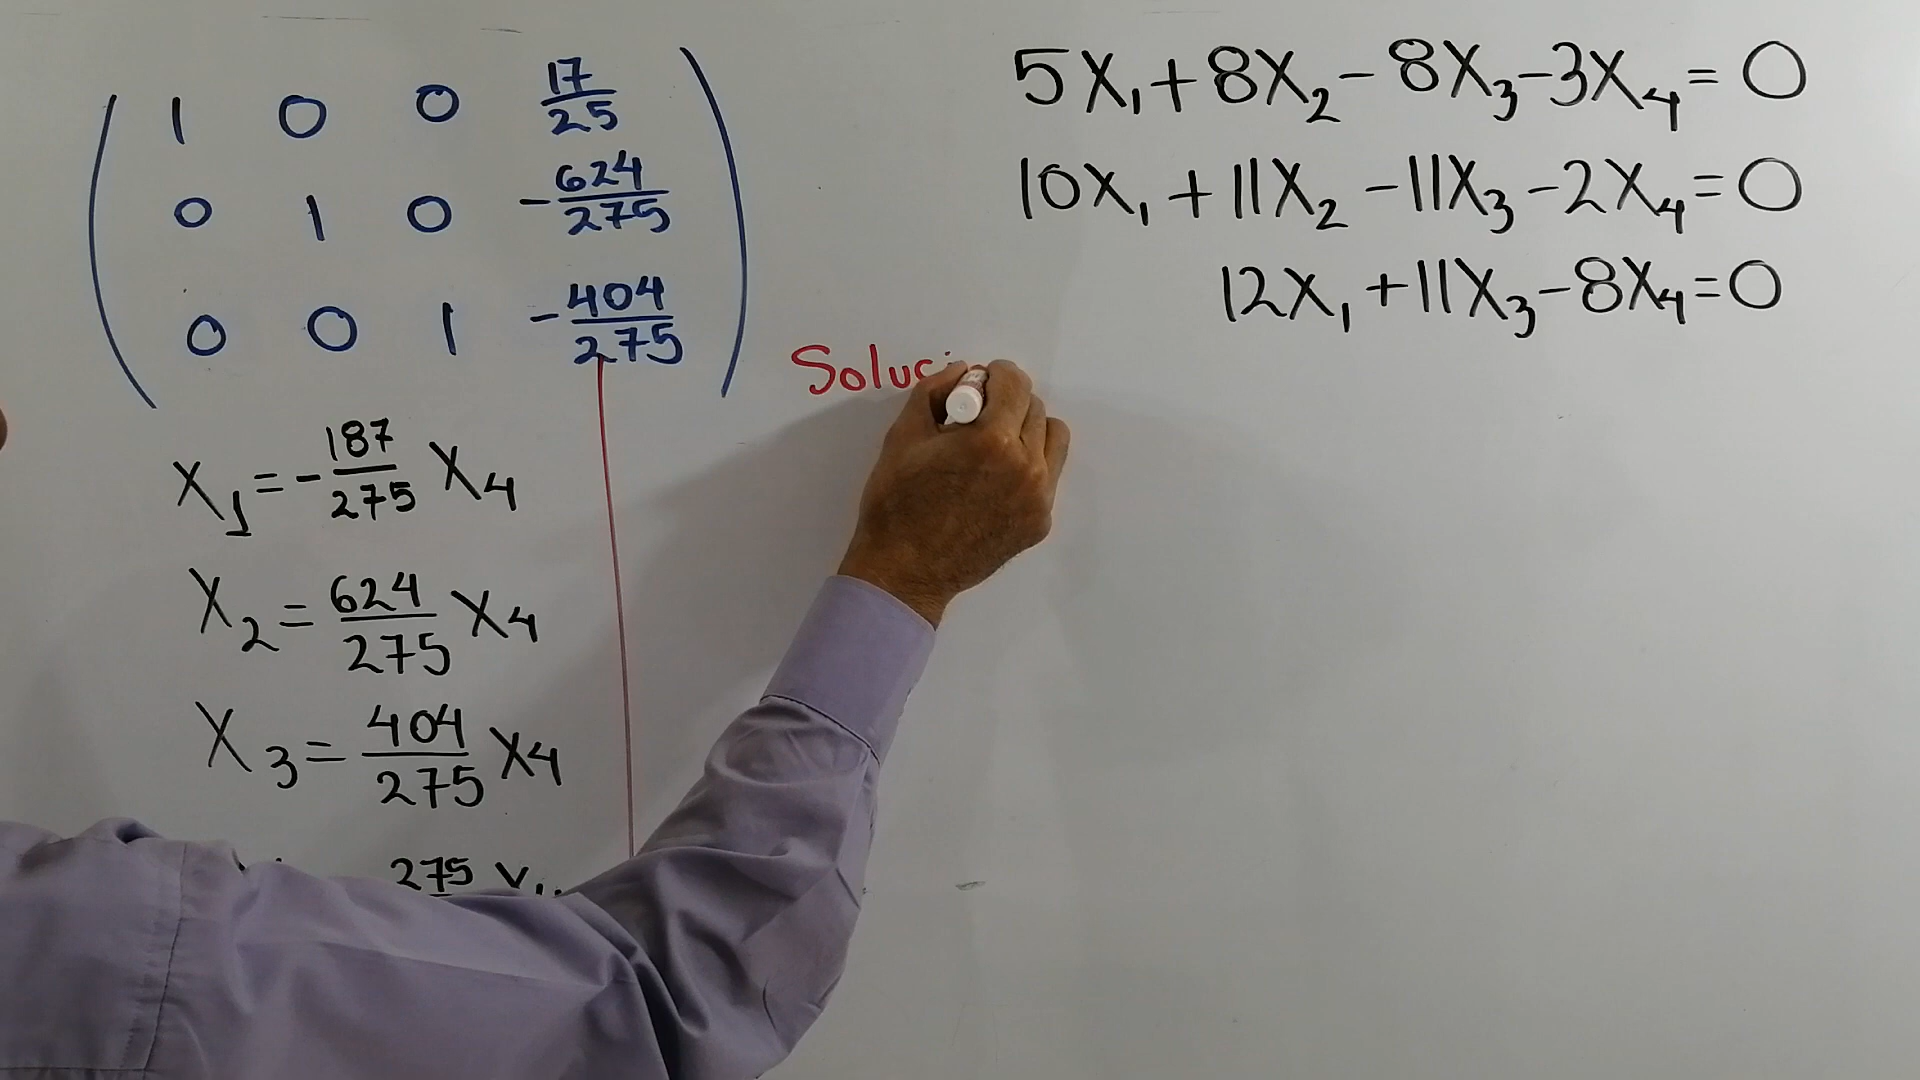 1 0 0 17/25
0 1 0 -624/275
0 0 1 -404/275
X₁=-187/275 X₄
X₂=624/275 X₄
X₃=404/275 X₄
275
5X₁+8X₂-8X₃-3X₄=0
10X₁+11X₂-11X₃-2X₄=0
12X₁+11X₃-8X₄=0